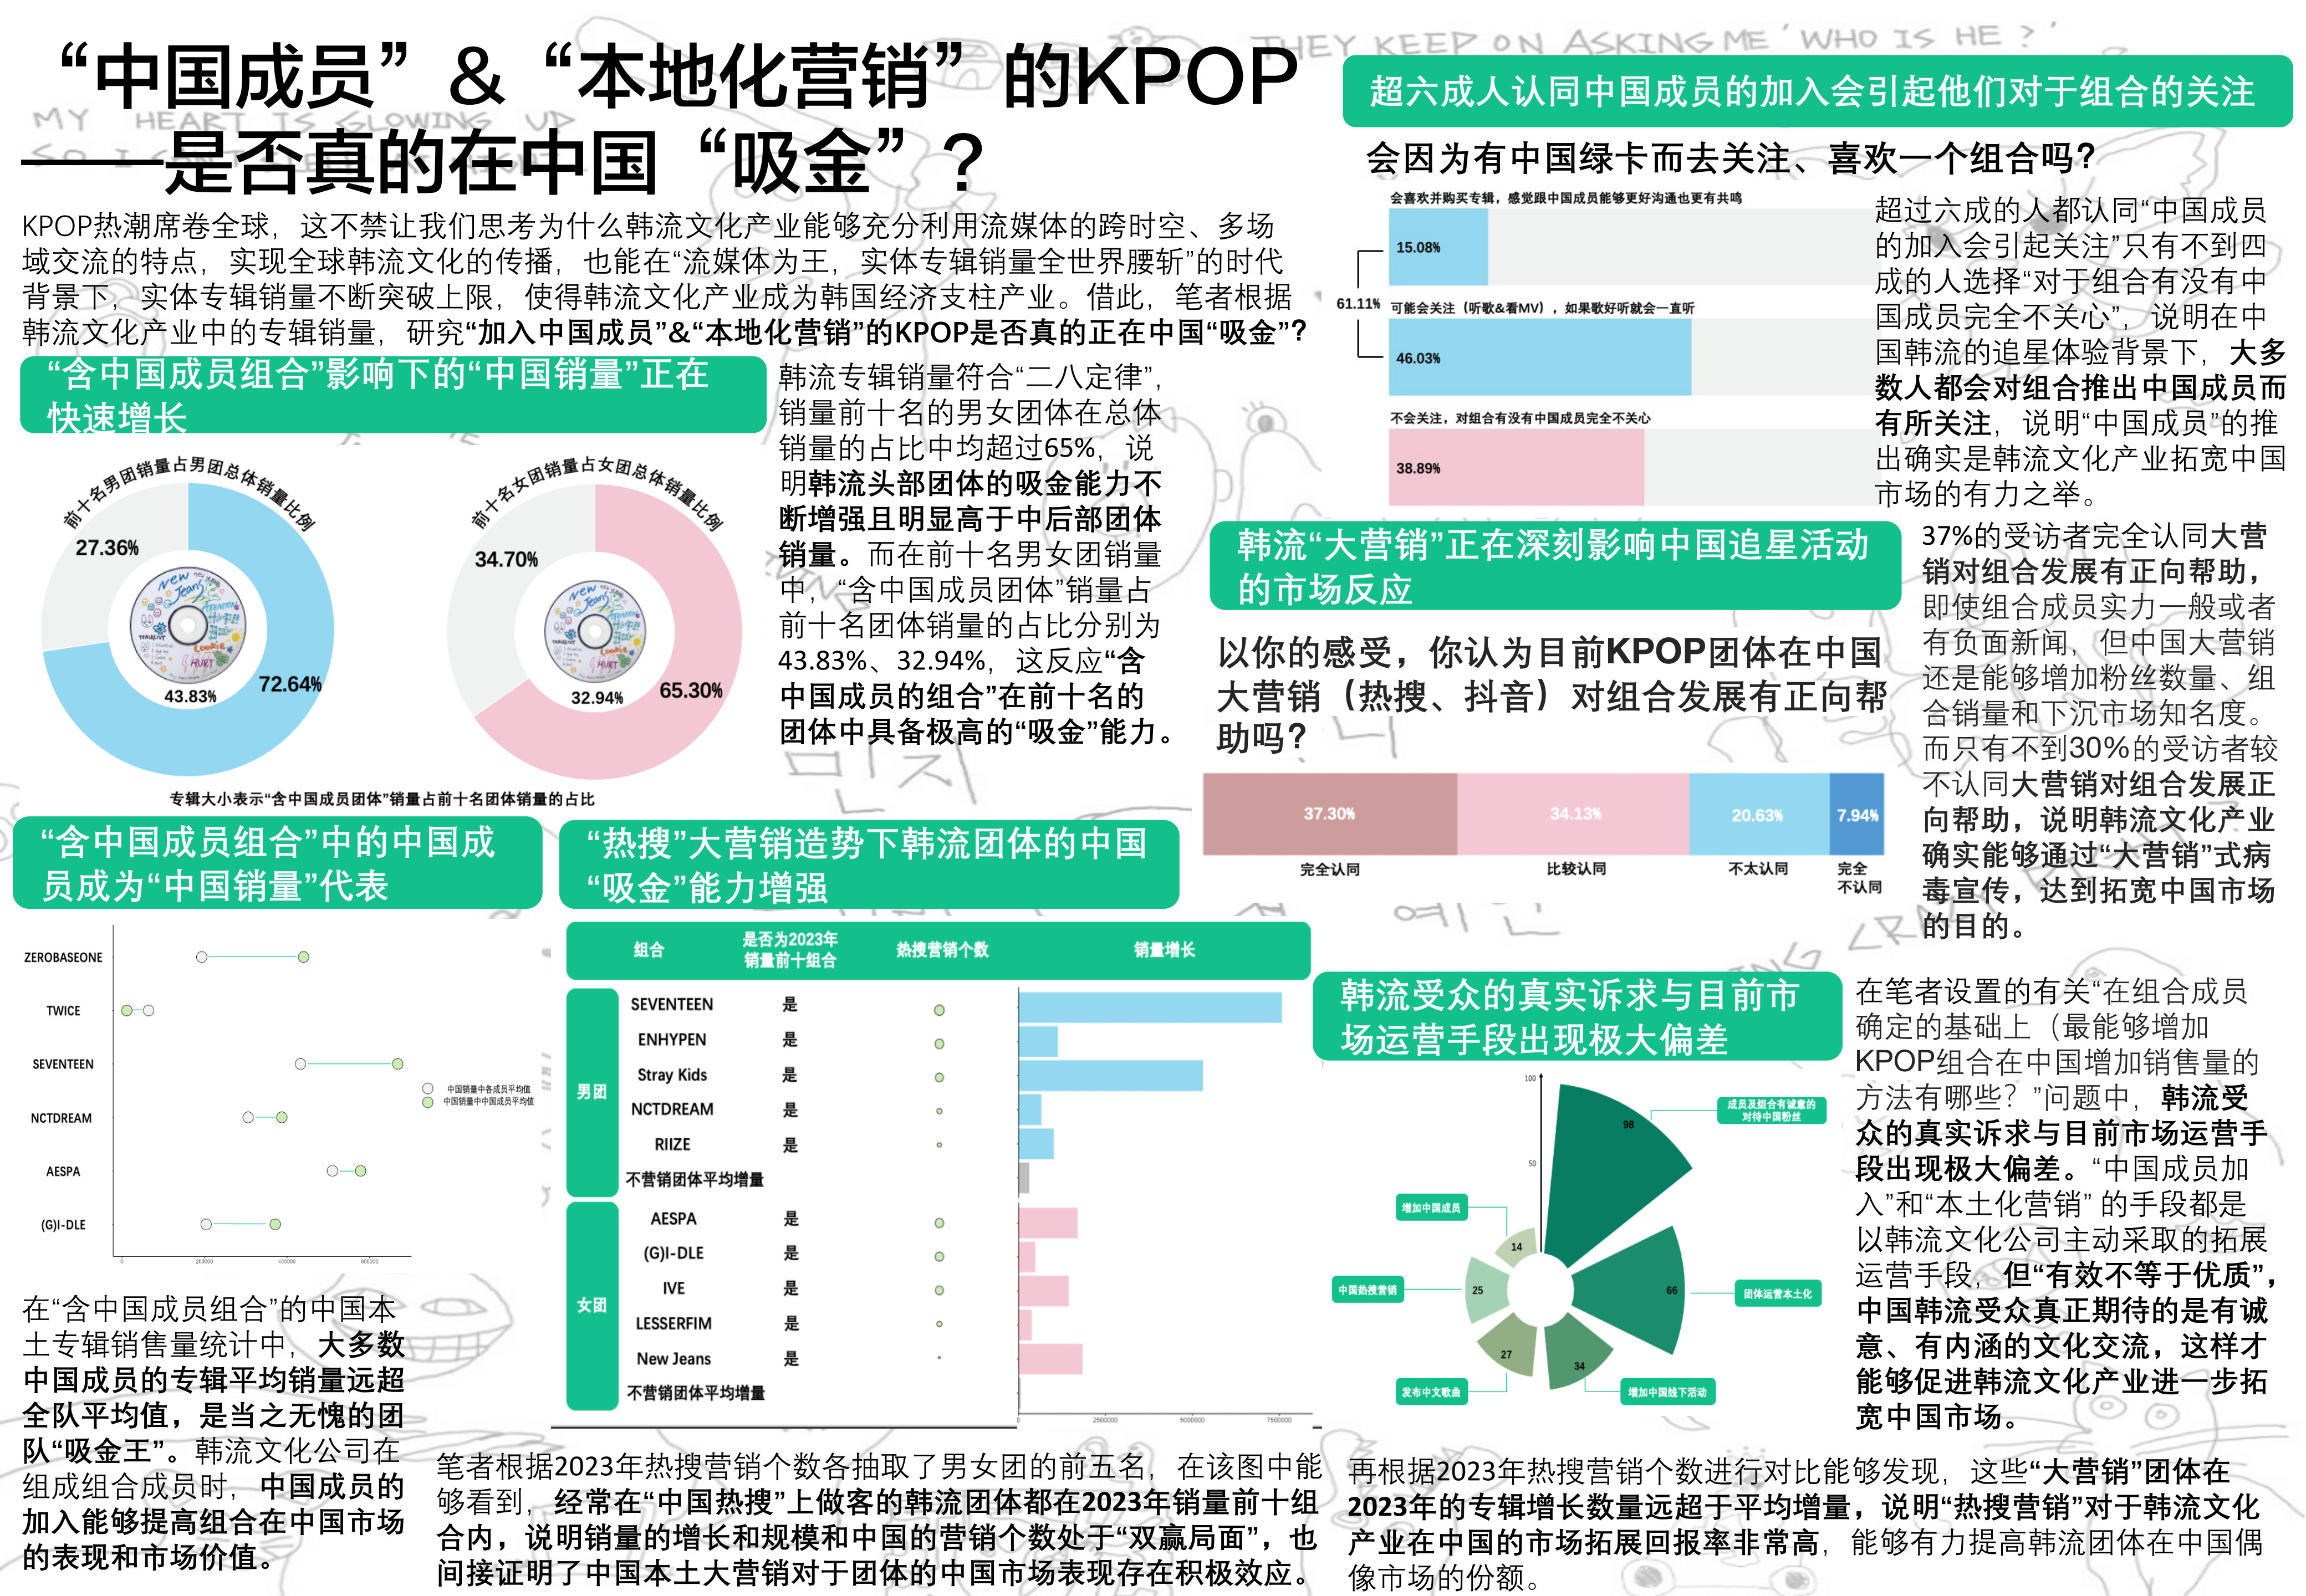 “中国成员”&“本地化营销”的KPOP
——是否真的在中国“吸金”？
KPOP热潮席卷全球，这不禁让我们思考为什么韩流文化产业能够充分利用流媒体的跨时空、多场
域交流的特点，实现全球韩流文化的传播，也能在“流媒体为王，实体专辑销量全世界腰斩”的时代
背景下，实体专辑销量不断突破上限，使得韩流文化产业成为韩国经济支柱产业。借此，笔者根据
韩流文化产业中的专辑销量，研究“加入中国成员”&“本地化营销”的KPOP是否真的正在中国“吸金”？
“含中国成员组合”影响下的“中国销量”正在
快速增长
前十名男团销量占男团总体销量比例
27.36%
72.64%
43.83%
前十名女团销量占女团总体销量比例
34.70%
65.30%
32.94%
专辑大小表示“含中国成员团体”销量占前十名团体销量的占比
韩流专辑销量符合“二八定律”，
销量前十名的男女团体在总体
销量的占比中均超过65%，说
明韩流头部团体的吸金能力不
断增强且明显高于中后部团体
销量。而在前十名男女团销量
中，“含中国成员团体”销量占
前十名团体销量的占比分别为
43.83%、32.94%，这反应“含
中国成员的组合”在前十名的
团体中具备极高的“吸金”能力。
“含中国成员组合”中的中国成
员成为“中国销量”代表
ZEROBASEONE
TWICE
SEVENTEEN
NCTDREAM
AESPA
(G)I-DLE
中国销量中各成员平均值
中国销量中中国成员平均值
0
200000
400000
600000
在“含中国成员组合”的中国本
土专辑销售量统计中，大多数
中国成员的专辑平均销量远超
全队平均值，是当之无愧的团
队“吸金王”。韩流文化公司在
组成组合成员时，中国成员的
加入能够提高组合在中国市场
的表现和市场价值。
“热搜”大营销造势下韩流团体的中国
“吸金”能力增强
组合
是否为2023年
销量前十组合
热搜营销个数
销量增长
男团
SEVENTEEN 是
ENHYPEN 是
Stray Kids 是
NCTDREAM 是
RIIZE 是
不营销团体平均增量
女团
AESPA 是
(G)I-DLE 是
IVE 是
LESSERFIM 是
New Jeans 是
不营销团体平均增量
0
2500000
5000000
7500000
笔者根据2023年热搜营销个数各抽取了男女团的前五名，在该图中能
够看到，经常在“中国热搜”上做客的韩流团体都在2023年销量前十组
合内，说明销量的增长和规模和中国的营销个数处于“双赢局面”，也
间接证明了中国本土大营销对于团体的中国市场表现存在积极效应。
THEY KEEP ON ASKING ME 'WHO IS HE?'
MY HEART IS GLOWING UP
超六成人认同中国成员的加入会引起他们对于组合的关注
会因为有中国绿卡而去关注、喜欢一个组合吗？
会喜欢并购买专辑，感觉跟中国成员能够更好沟通也更有共鸣
15.08%
61.11%
可能会关注（听歌&看MV），如果歌好听就会一直听
46.03%
不会关注，对组合有没有中国成员完全不关心
38.89%
超过六成的人都认同“中国成员
的加入会引起关注”只有不到四
成的人选择“对于组合有没有中
国成员完全不关心”，说明在中
国韩流的追星体验背景下，大多
数人都会对组合推出中国成员而
有所关注，说明“中国成员”的推
出确实是韩流文化产业拓宽中国
市场的有力之举。
韩流“大营销”正在深刻影响中国追星活动
的市场反应
以你的感受，你认为目前KPOP团体在中国
大营销（热搜、抖音）对组合发展有正向帮
助吗？
37.30%
34.13%
20.63%
7.94%
完全认同
比较认同
不太认同
完全
不认同
37%的受访者完全认同大营
销对组合发展有正向帮助，
即使组合成员实力一般或者
有负面新闻，但中国大营销
还是能够增加粉丝数量、组
合销量和下沉市场知名度。
而只有不到30%的受访者较
不认同大营销对组合发展正
向帮助，说明韩流文化产业
确实能够通过“大营销”式病
毒宣传，达到拓宽中国市场
的目的。
韩流受众的真实诉求与目前市
场运营手段出现极大偏差
100
50
98
成员及组合有诚意的
对待中国粉丝
66
团体运营本土化
34
增加中国线下活动
27
发布中文歌曲
25
中国热搜营销
14
增加中国成员
在笔者设置的有关“在组合成员
确定的基础上（最能够增加
KPOP组合在中国增加销售量的
方法有哪些？”问题中，韩流受
众的真实诉求与目前市场运营手
段出现极大偏差。“中国成员加
入”和“本土化营销” 的手段都是
以韩流文化公司主动采取的拓展
运营手段，但“有效不等于优质”，
中国韩流受众真正期待的是有诚
意、有内涵的文化交流，这样才
能够促进韩流文化产业进一步拓
宽中国市场。
再根据2023年热搜营销个数进行对比能够发现，这些“大营销”团体在
2023年的专辑增长数量远超于平均增量，说明“热搜营销”对于韩流文化
产业在中国的市场拓展回报率非常高，能够有力提高韩流团体在中国偶
像市场的份额。